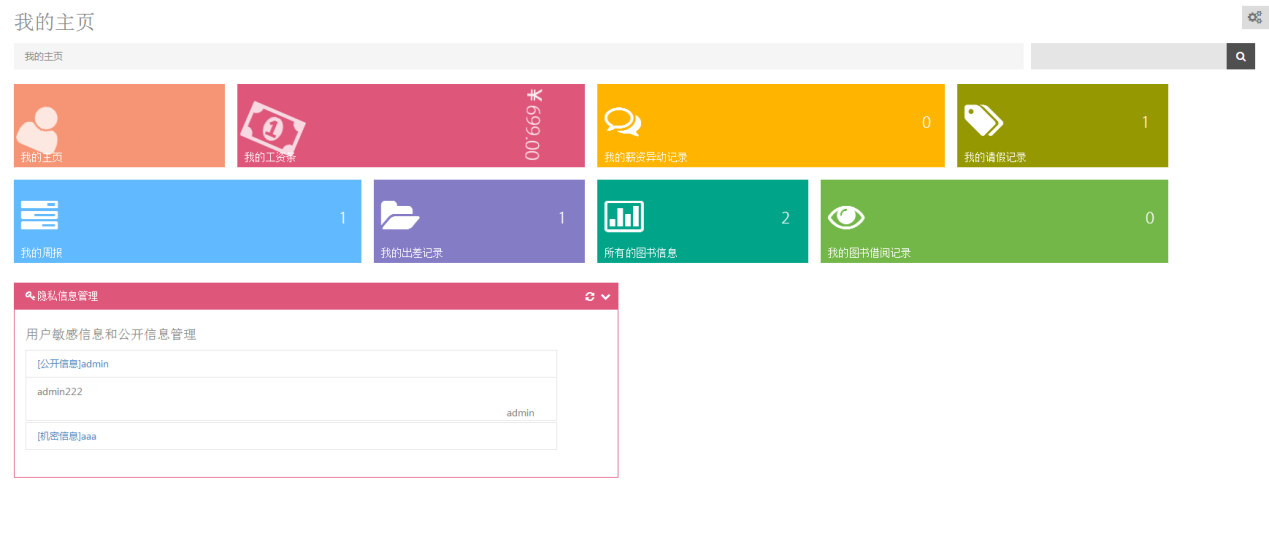 我的主页
我的主页
我的主页
我的工资条
699.00
我的薪资异动记录
0
我的请假记录
1
我的周报
1
我的出差记录
1
所有的图书信息
2
我的图书借阅记录
0
隐私信息管理
用户敏感信息和公开信息管理
[公开信息]admin
admin222
admin
[机密信息]aaa